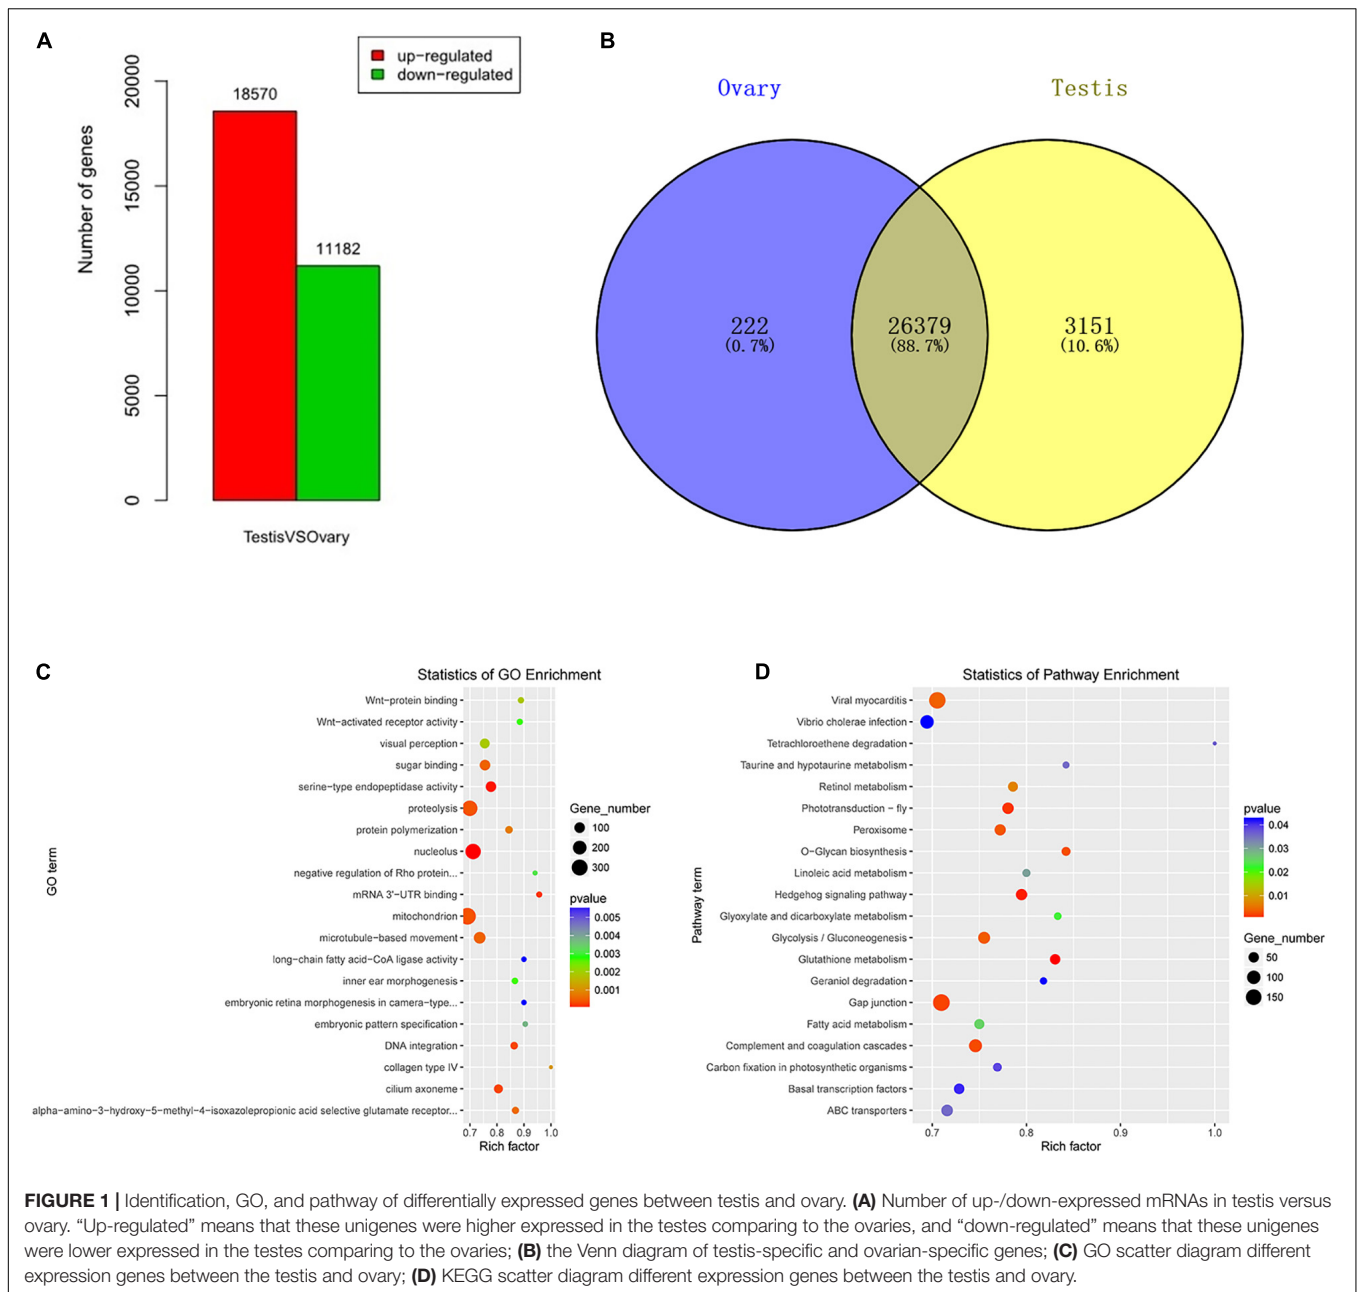 A
up-regulated
down-regulated
Number of genes
20000
15000
10000
5000
0
18570
11182
TestisVSOvary
B
Ovary
Testis
222
(0.7%)
26379
(88.7%)
3151
(10.6%)
C
Statistics of GO Enrichment
GO term
Wnt-protein binding
Wnt-activated receptor activity
visual perception
sugar binding
serine-type endopeptidase activity
proteolysis
protein polymerization
nucleolus
negative regulation of Rho protein...
mRNA 3'-UTR binding
mitochondrion
microtubule-based movement
long-chain fatty acid-CoA ligase activity
inner ear morphogenesis
embryonic retina morphogenesis in camera-type...
embryonic pattern specification
DNA integration
collagen type IV
cilium axoneme
alpha-amino-3-hydroxy-5-methyl-4-isoxazolepropionic acid selective glutamate receptor...
0.7 0.8 0.9 1.0
Rich factor
Gene_number
100
200
300
pvalue
0.005
0.004
0.003
0.002
0.001
D
Statistics of Pathway Enrichment
Pathway term
Viral myocarditis
Vibrio cholerae infection
Tetrachloroethene degradation
Taurine and hypotaurine metabolism
Retinol metabolism
Phototransduction - fly
Peroxisome
O-Glycan biosynthesis
Linoleic acid metabolism
Hedgehog signaling pathway
Glyoxylate and dicarboxylate metabolism
Glycolysis / Gluconeogenesis
Glutathione metabolism
Geraniol degradation
Gap junction
Fatty acid metabolism
Complement and coagulation cascades
Carbon fixation in photosynthetic organisms
Basal transcription factors
ABC transporters
0.7 0.8 0.9 1.0
Rich factor
pvalue
0.04
0.03
0.02
0.01
Gene_number
50
100
150
FIGURE 1 | Identification, GO, and pathway of differentially expressed genes between testis and ovary. (A) Number of up-/down-expressed mRNAs in testis versus
ovary. “Up-regulated” means that these unigenes were higher expressed in the testes comparing to the ovaries, and “down-regulated” means that these unigenes
were lower expressed in the testes comparing to the ovaries; (B) the Venn diagram of testis-specific and ovarian-specific genes; (C) GO scatter diagram different
expression genes between the testis and ovary; (D) KEGG scatter diagram different expression genes between the testis and ovary.